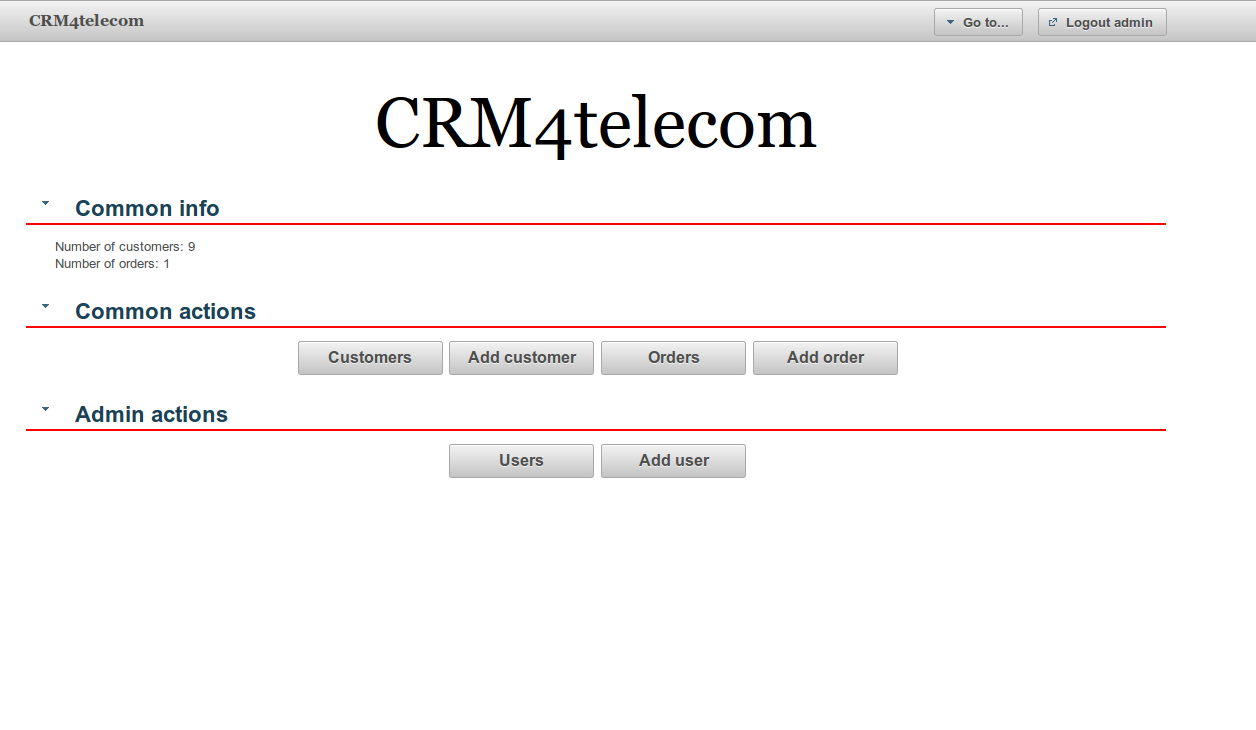 CRM4telecom
Go to...
Logout admin
CRM4telecom
Common info
Number of customers: 9
Number of orders: 1
Common actions
Customers
Add customer
Orders
Add order
Admin actions
Users
Add user